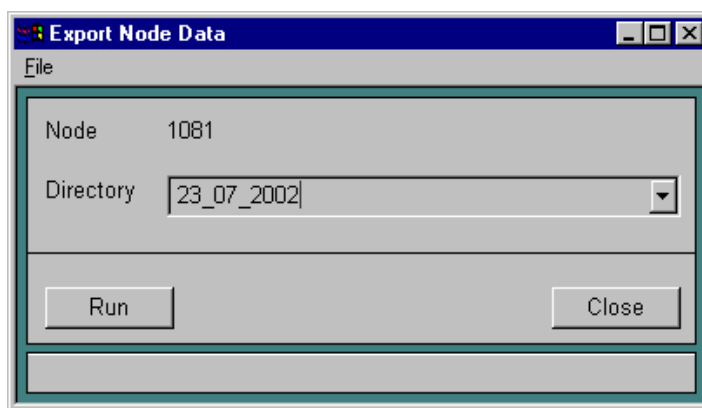 Export Node Data
File
Node 1081
Directory 23_07_2002
Run Close